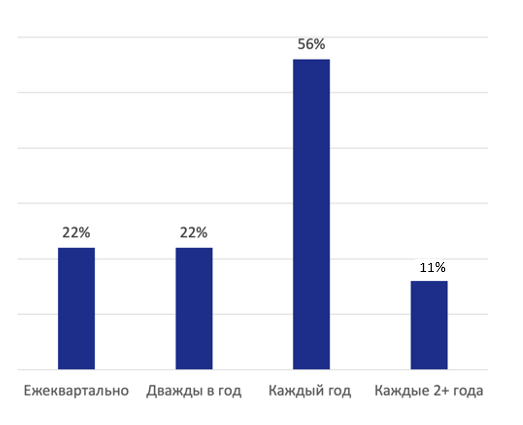 56%
22%
22%
11%
Ежеквартально
Дважды в год
Каждый год
Каждые 2+ года